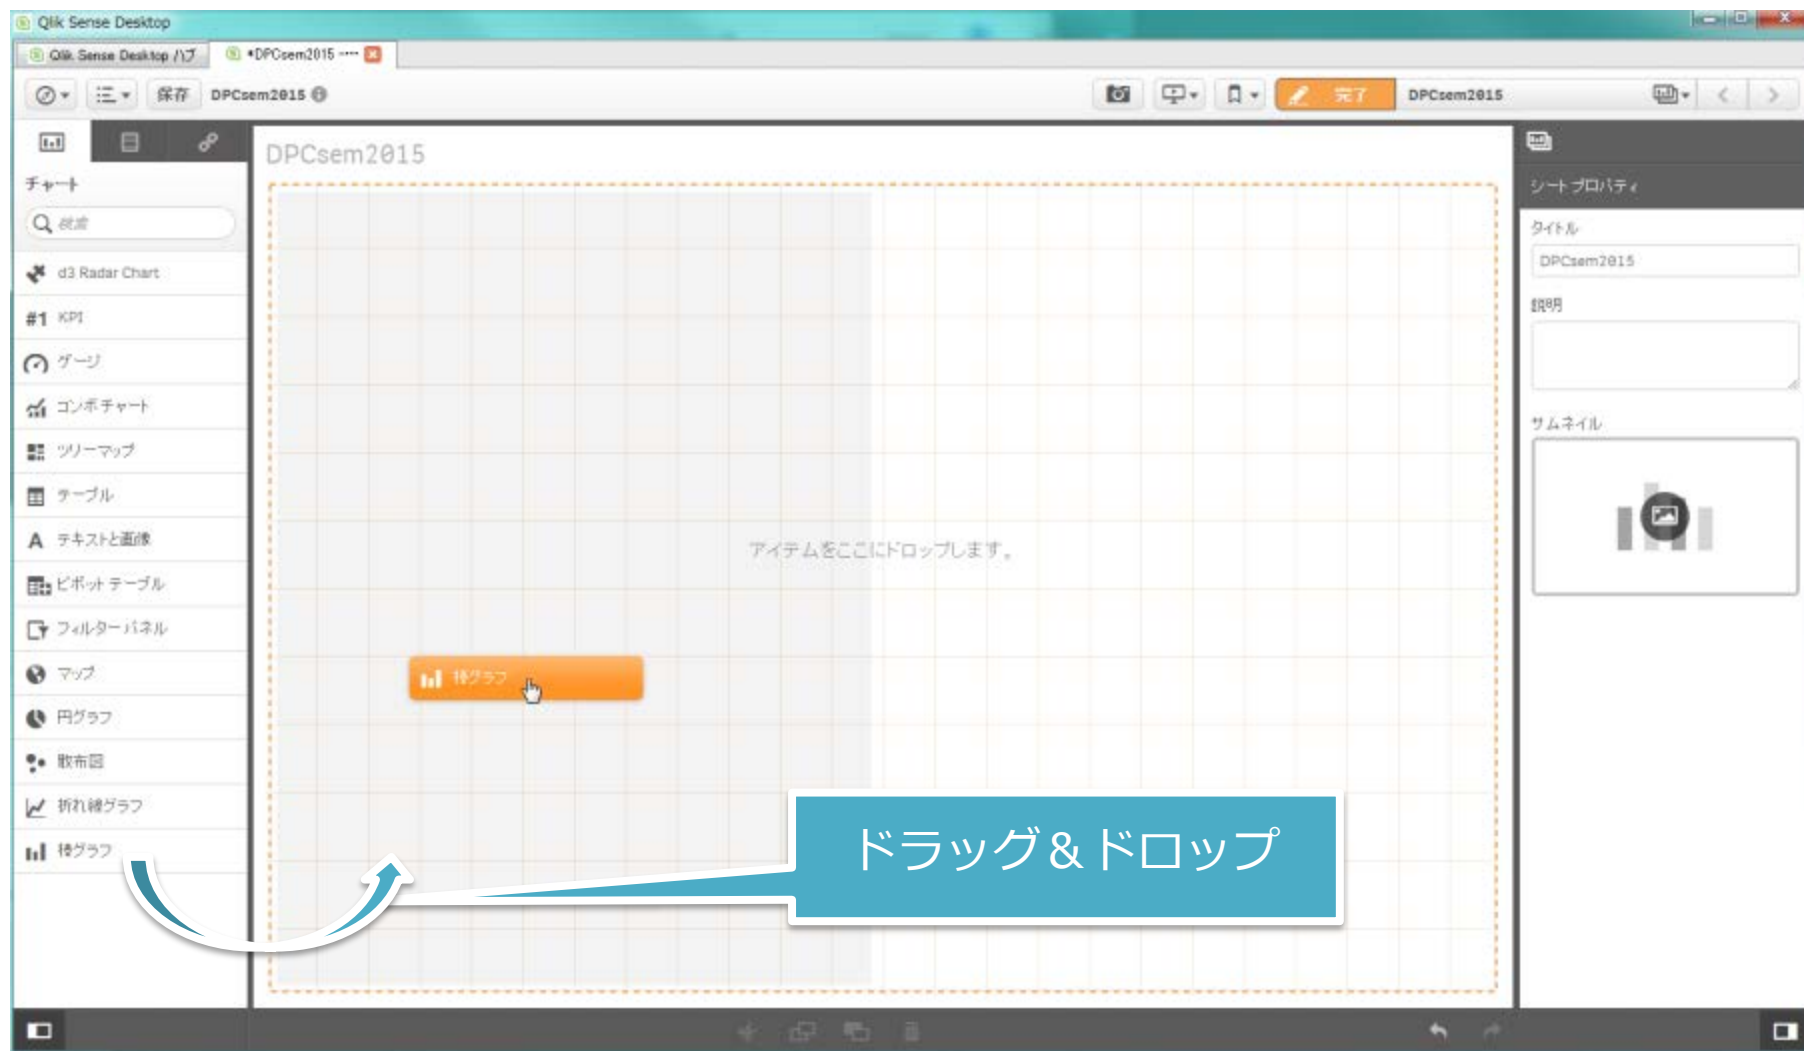 Qlik Sense Desktop
Qlik Sense Desktop ハブ
*DPCsem2015 ----
保存
DPCsem2015
完了
DPCsem2015
チャート
検索
d3 Radar Chart
#1 KPI
ゲージ
コンボ チャート
ツリーマップ
テーブル
A テキストと画像
ピボット テーブル
フィルター パネル
マップ
円グラフ
散布図
折れ線グラフ
棒グラフ
DPCsem2015
アイテムをここにドロップします。
棒グラフ
ドラッグ＆ドロップ
シート プロパティ
タイトル
DPCsem2015
説明
サムネイル